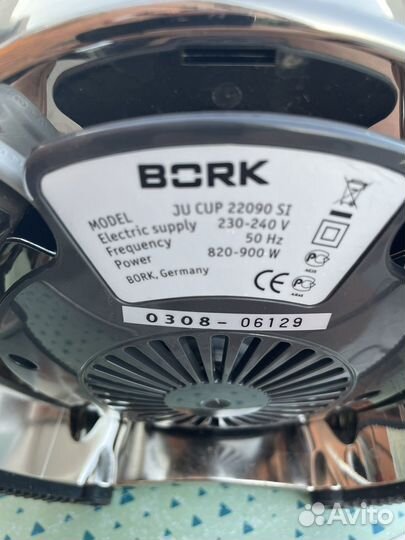 BORK
MODEL JU CUP 22090 SI
Electric supply 230-240 V
Frequency 50 Hz
Power 820-900 W
BORK, Germany
CE
0308- 06129
Avito